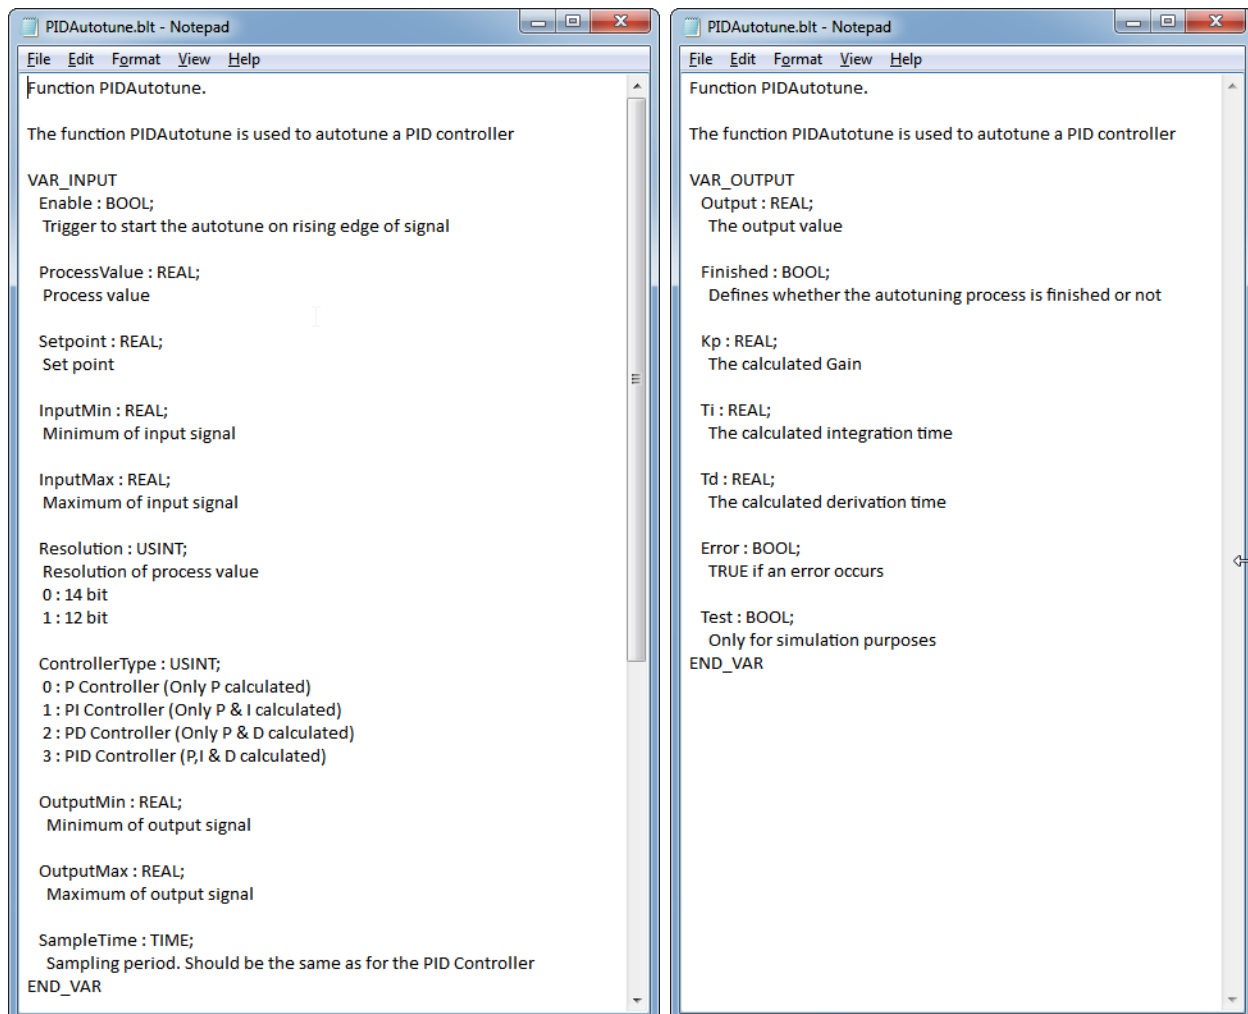 PIDAutotune.blt - Notepad
File Edit Format View Help
Function PIDAutotune.
The function PIDAutotune is used to autotune a PID controller
VAR_INPUT
Enable : BOOL;
Trigger to start the autotune on rising edge of signal
ProcessValue : REAL;
Process value
Setpoint : REAL;
Set point
InputMin : REAL;
Minimum of input signal
InputMax : REAL;
Maximum of input signal
Resolution : USINT;
Resolution of process value
0 : 14 bit
1 : 12 bit
ControllerType : USINT;
0 : P Controller (Only P calculated)
1 : PI Controller (Only P & I calculated)
2 : PD Controller (Only P & D calculated)
3 : PID Controller (P,I & D calculated)
OutputMin : REAL;
Minimum of output signal
OutputMax : REAL;
Maximum of output signal
SampleTime : TIME;
Sampling period. Should be the same as for the PID Controller
END_VAR
PIDAutotune.blt - Notepad
File Edit Format View Help
Function PIDAutotune.
The function PIDAutotune is used to autotune a PID controller
VAR_OUTPUT
Output : REAL;
The output value
Finished : BOOL;
Defines whether the autotuning process is finished or not
Kp : REAL;
The calculated Gain
Ti : REAL;
The calculated integration time
Td : REAL;
The calculated derivation time
Error : BOOL;
TRUE if an error occurs
Test : BOOL;
Only for simulation purposes
END_VAR